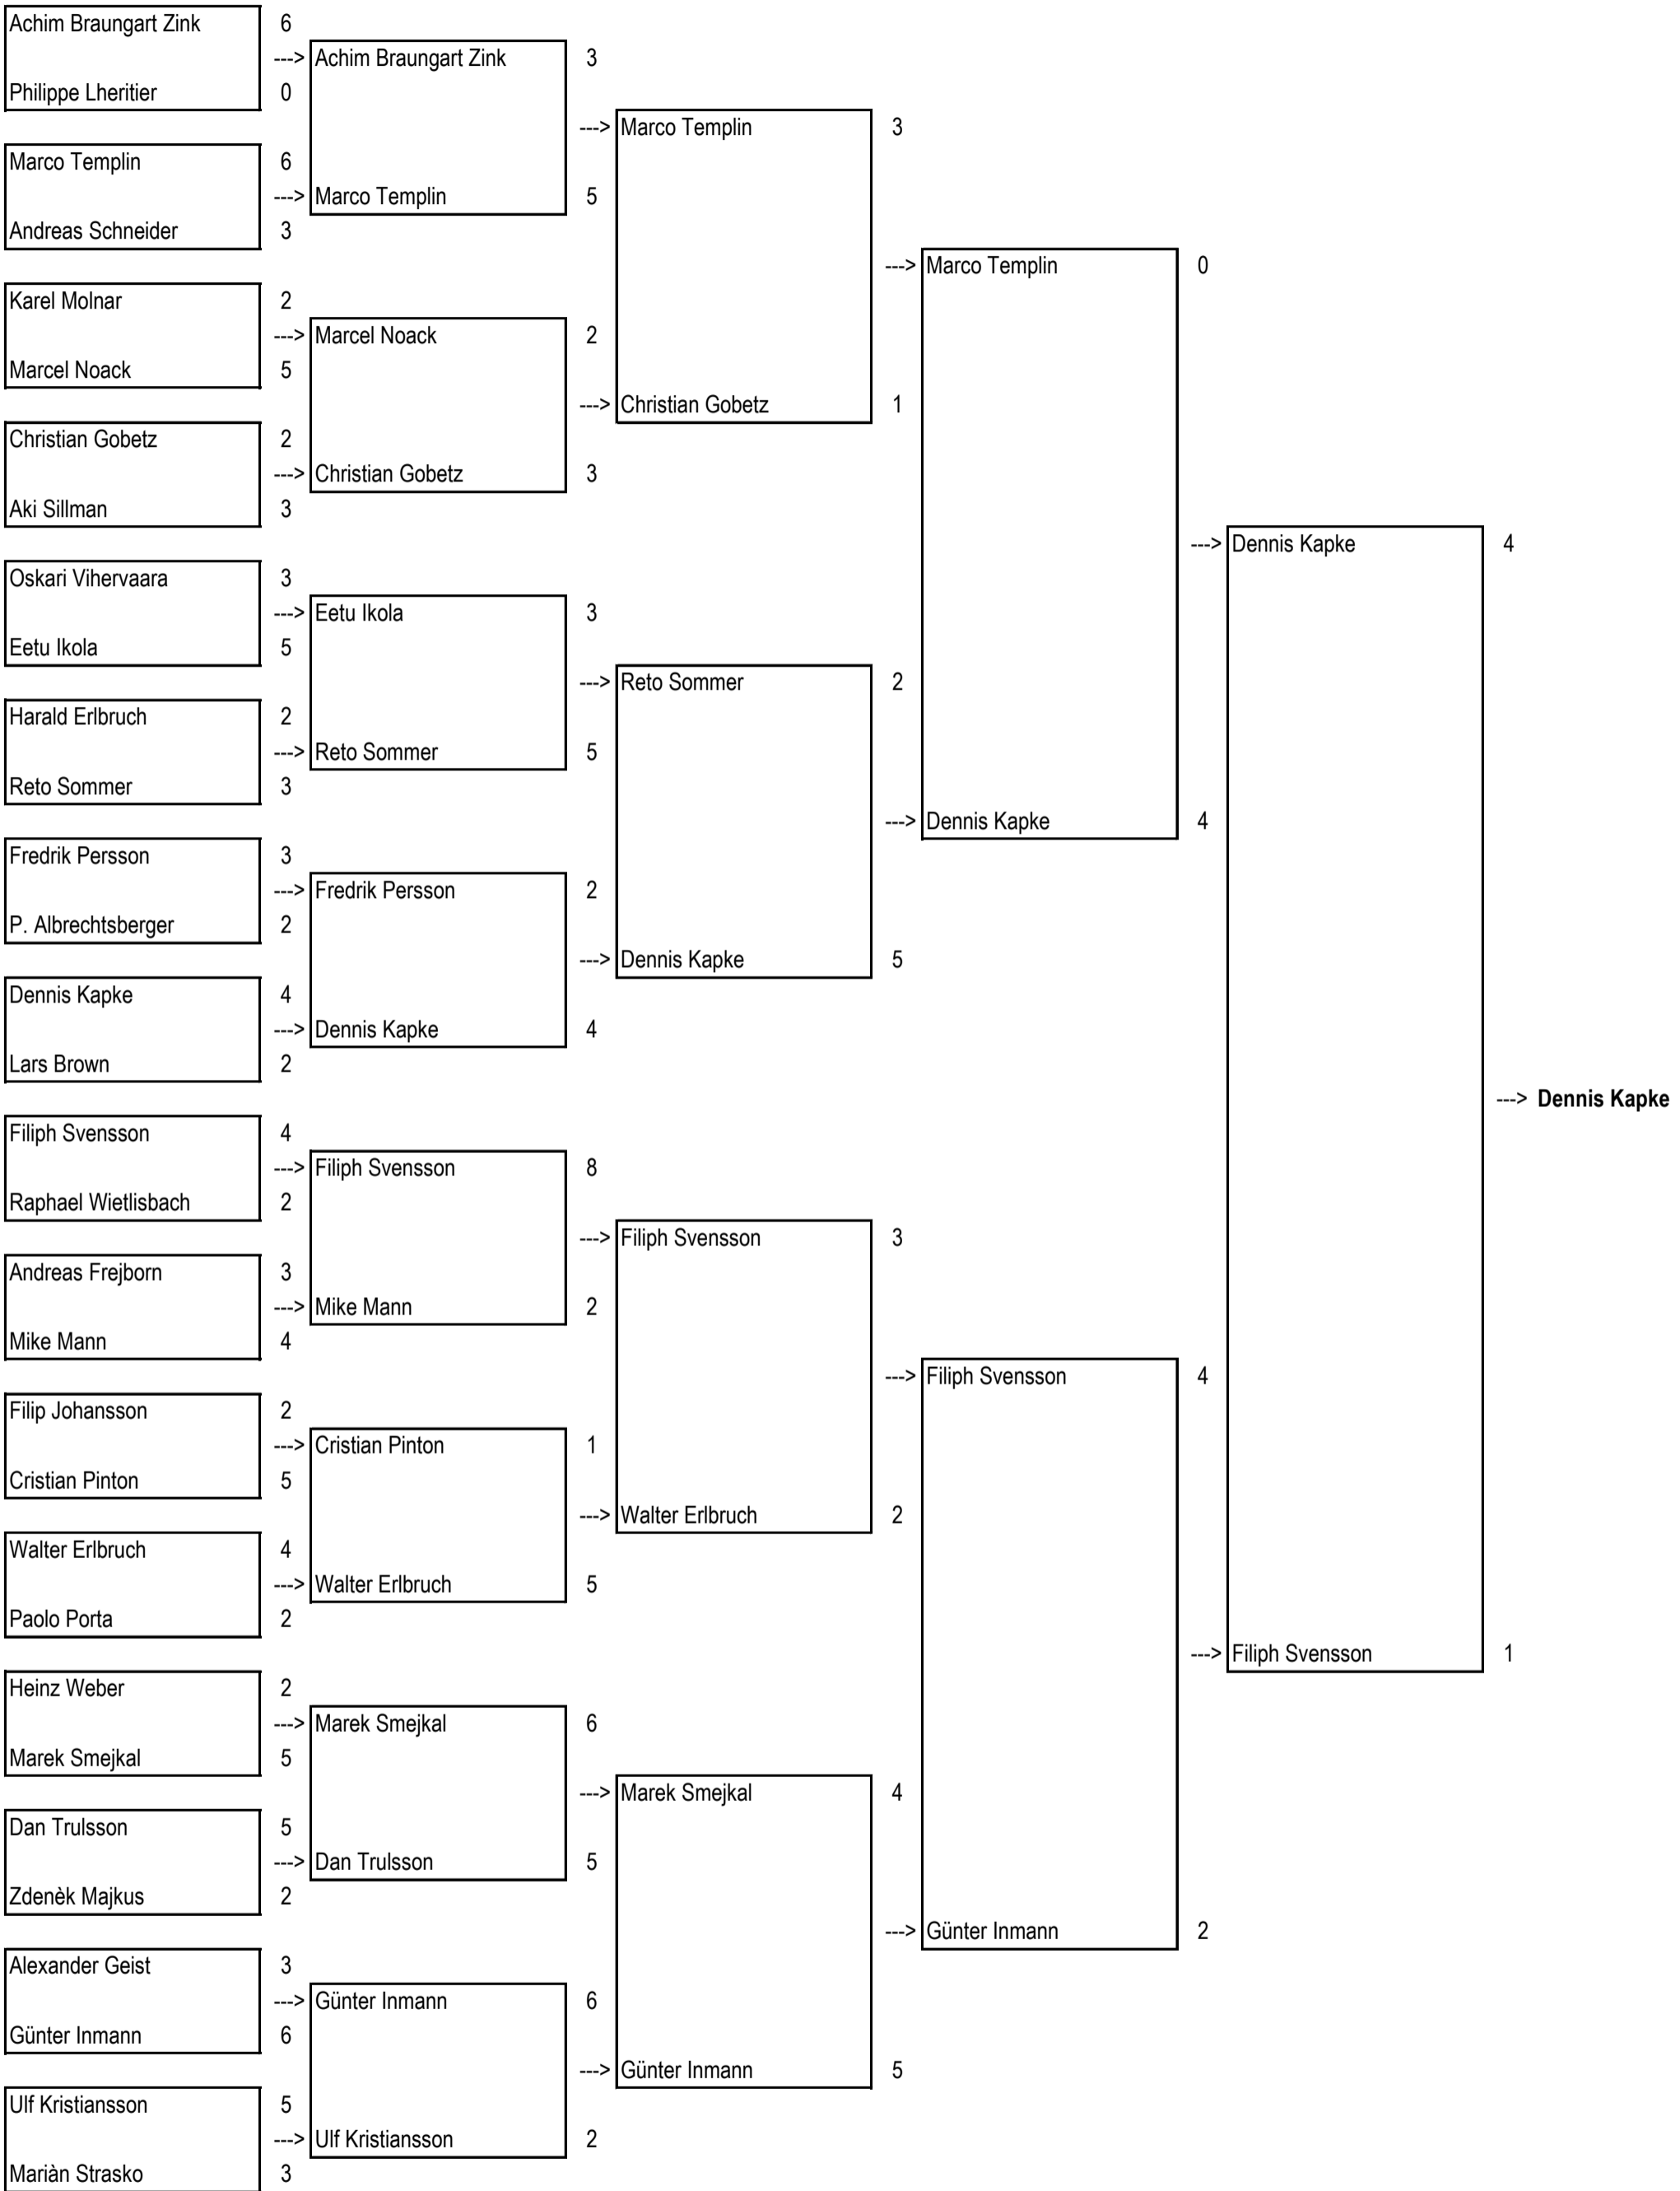 Achim Braungart Zink 6
---> Achim Braungart Zink 3
Philippe Lheritier 0
---> Marco Templin 3
Marco Templin 6
---> Marco Templin 5
Andreas Schneider 3
---> Marco Templin 0
Karel Molnar 2
---> Marcel Noack 2
Marcel Noack 5
---> Christian Gobetz 1
Christian Gobetz 2
---> Christian Gobetz 3
Aki Sillman 3
---> Dennis Kapke 4
Oskari Vihervaara 3
---> Eetu Ikola 3
Eetu Ikola 5
---> Reto Sommer 2
Harald Erlbruch 2
---> Reto Sommer 5
Reto Sommer 3
---> Dennis Kapke 4
Fredrik Persson 3
---> Fredrik Persson 2
P. Albrechtsberger 2
---> Dennis Kapke 5
Dennis Kapke 4
---> Dennis Kapke 4
Lars Brown 2
---> Dennis Kapke
Filiph Svensson 4
---> Filiph Svensson 8
Raphael Wietlisbach 2
---> Filiph Svensson 3
Andreas Frejborn 3
---> Mike Mann 2
Mike Mann 4
---> Filiph Svensson 4
Filip Johansson 2
---> Cristian Pinton 1
Cristian Pinton 5
---> Walter Erlbruch 2
Walter Erlbruch 4
---> Walter Erlbruch 5
Paolo Porta 2
---> Filiph Svensson 1
Heinz Weber 2
---> Marek Smejkal 6
Marek Smejkal 5
---> Marek Smejkal 4
Dan Trulsson 5
---> Dan Trulsson 5
Zdenèk Majkus 2
---> Günter Inmann 2
Alexander Geist 3
---> Günter Inmann 6
Günter Inmann 6
---> Günter Inmann 5
Ulf Kristiansson 5
---> Ulf Kristiansson 2
Mariàn Strasko 3